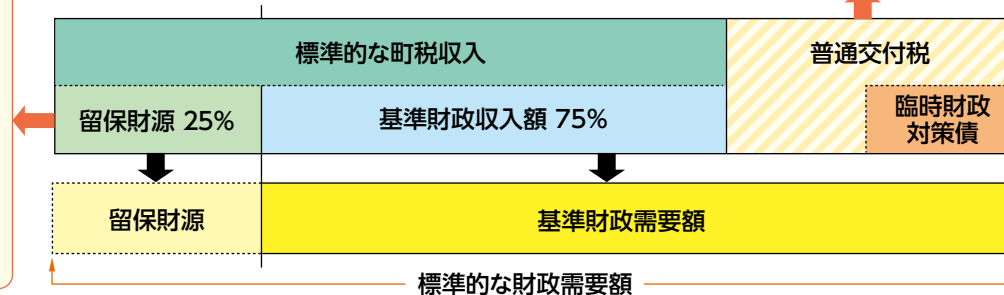 標準的な町税収入
普通交付税
留保財源 25%
基準財政収入額 75%
臨時財政
対策債
留保財源
基準財政需要額
標準的な財政需要額